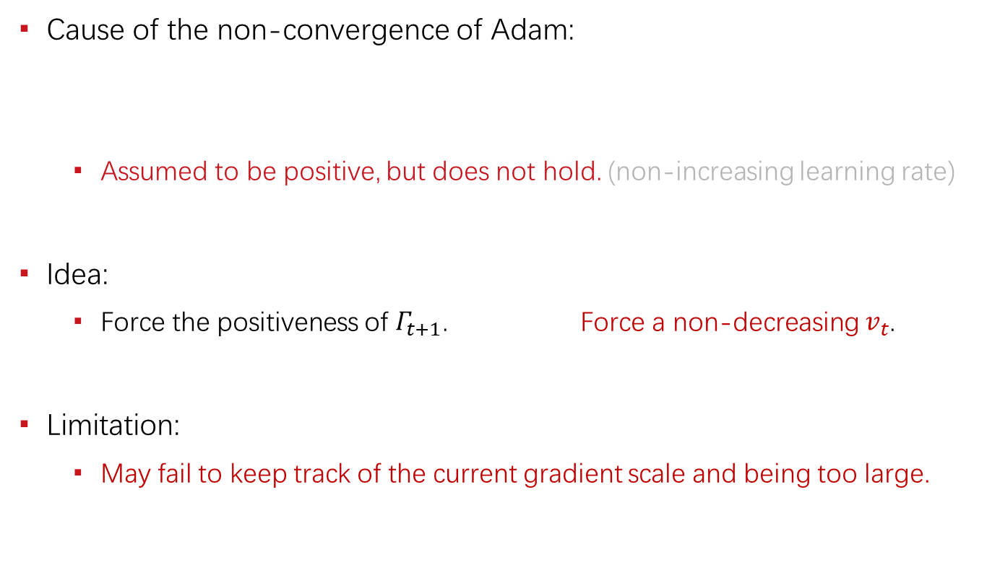 ▪ Cause of the non-convergence of Adam:
▪ Assumed to be positive, but does not hold. (non-increasing learning rate)
▪ Idea:
▪ Force the positiveness of Γₜ₊₁. Force a non-decreasing vₜ.
▪ Limitation:
▪ May fail to keep track of the current gradient scale and being too large.